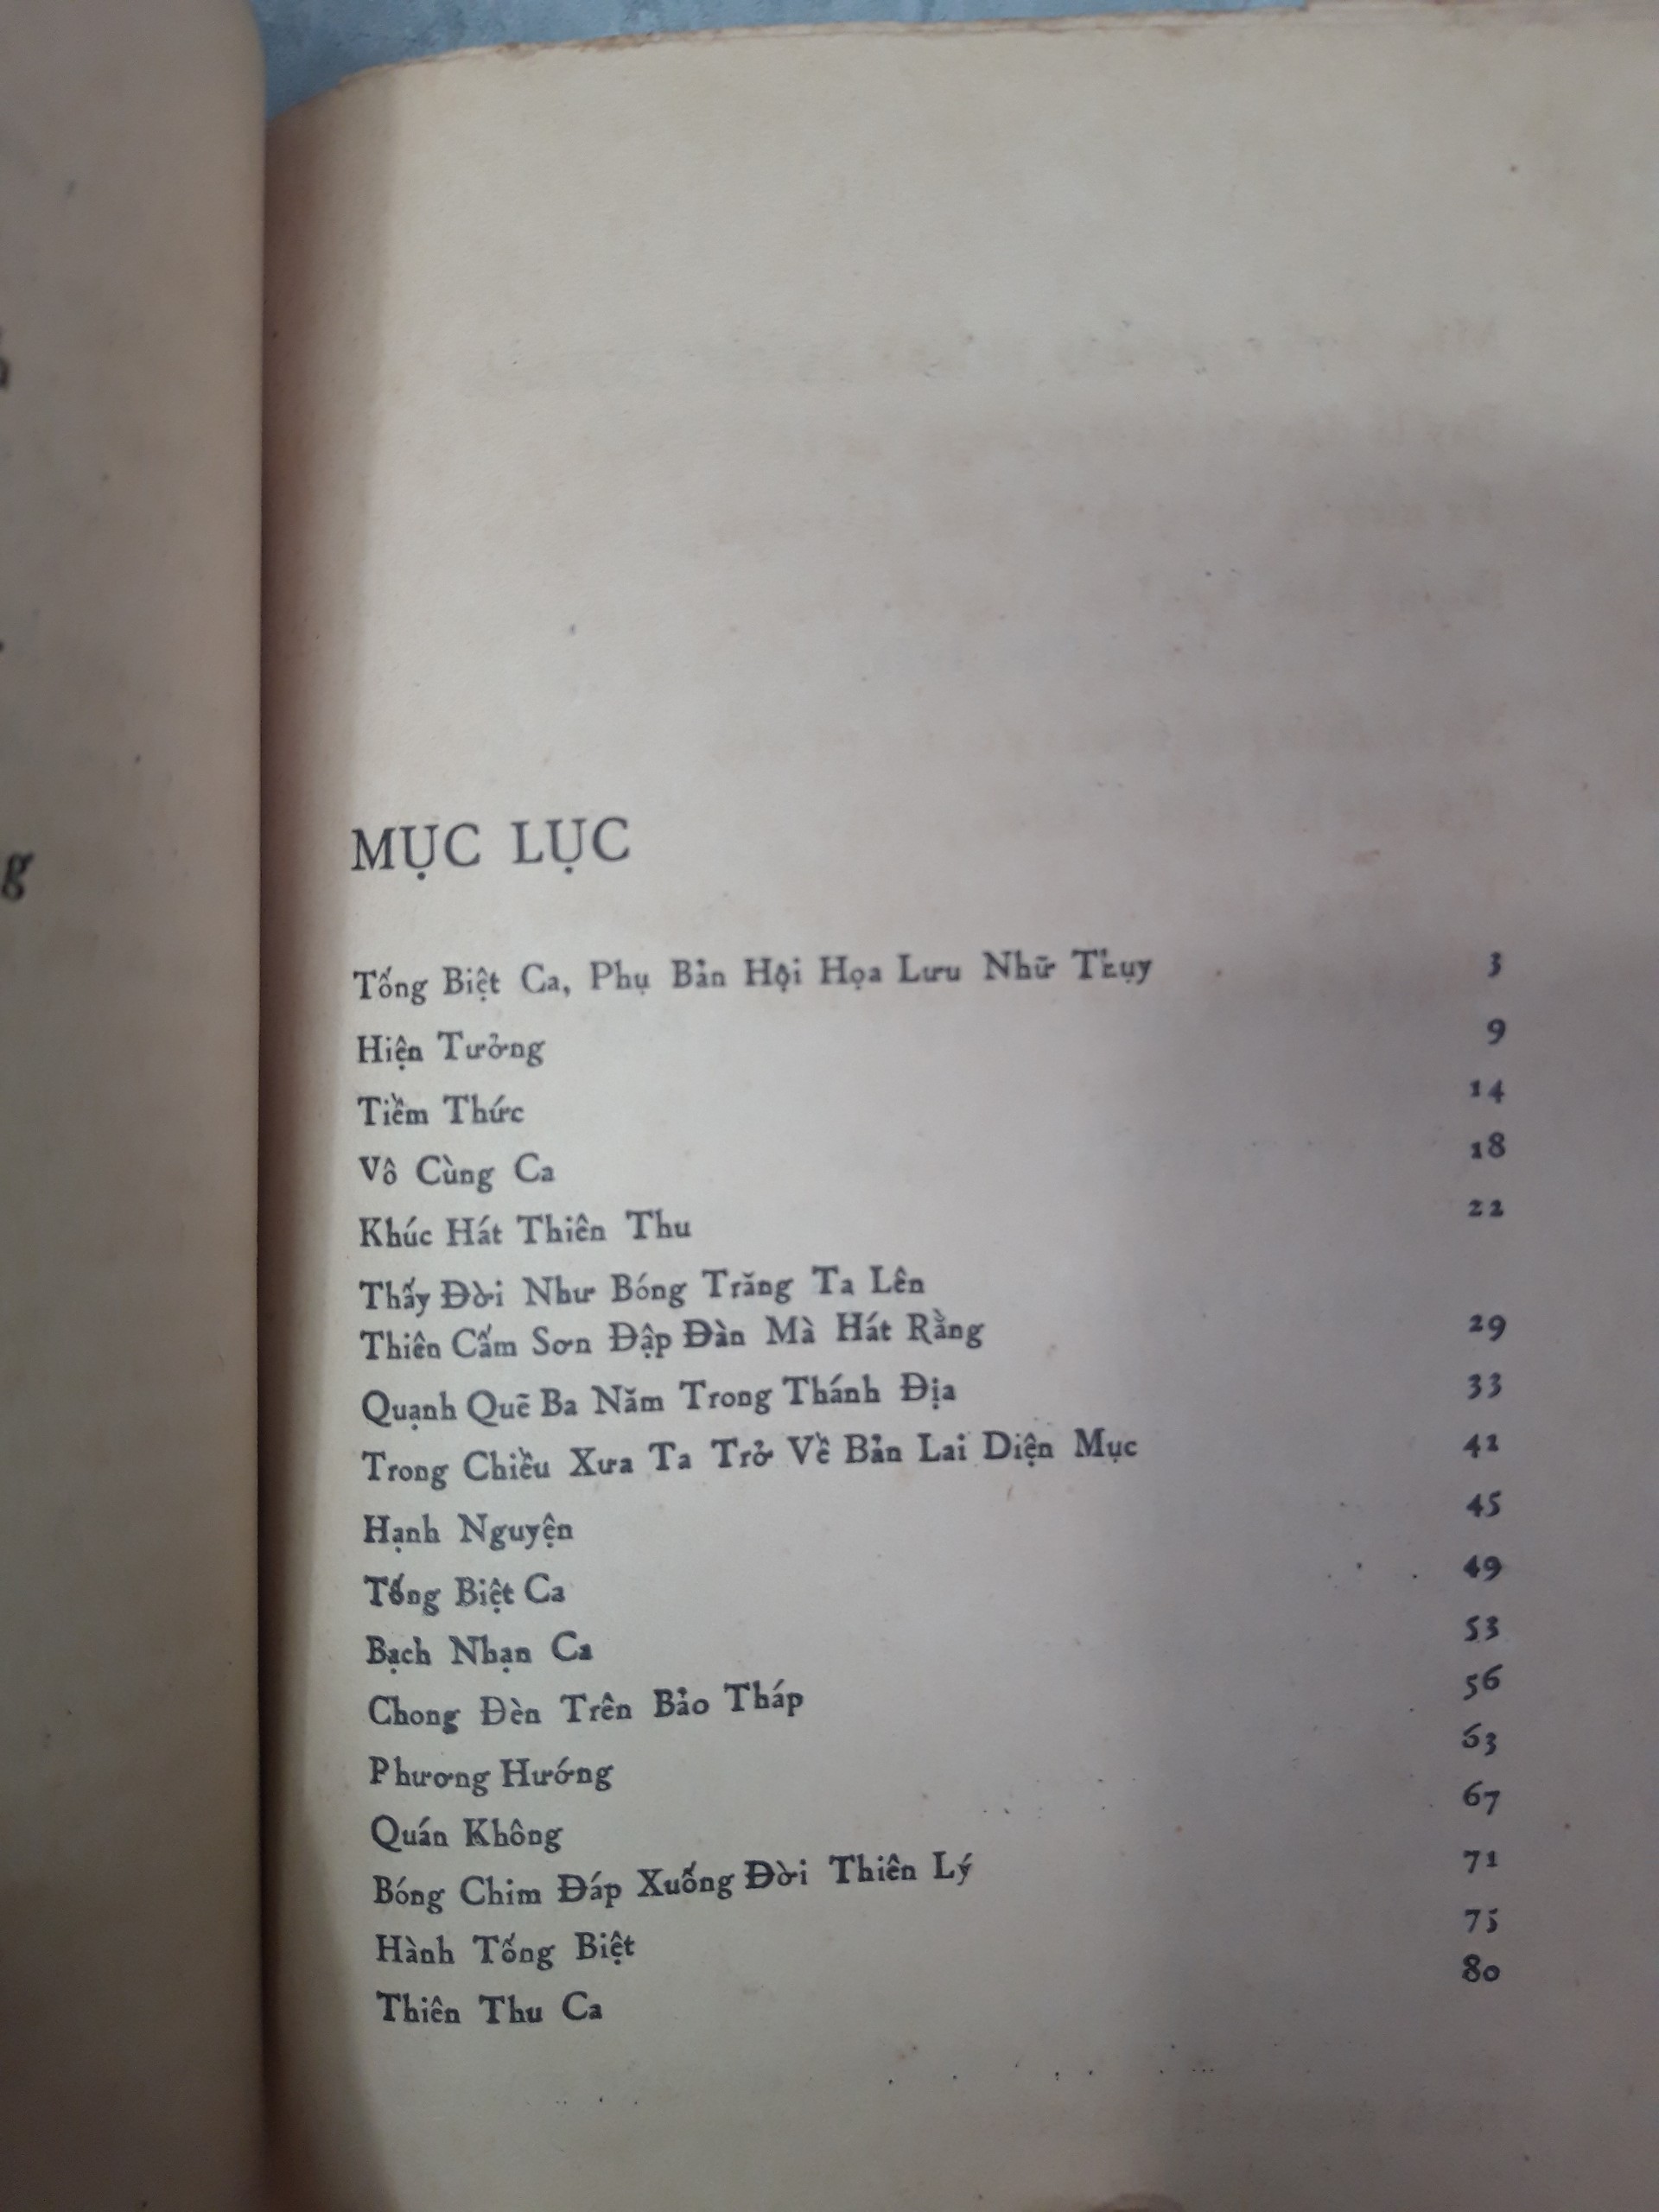 g
MỤC LỤC
Tống Biệt Ca, Phụ Bản Hội Họa Lưu Nhữ Thụy 3
Hiện Tưởng 9
Tiềm Thức 14
Vô Cùng Ca 18
Khúc Hát Thiên Thu 22
Thấy Đời Như Bóng Trăng Ta Lên
Thiên Cấm Sơn Đập Đàn Mà Hát Rằng 29
Quạnh Quẽ Ba Năm Trong Thánh Địa 33
Trong Chiều Xưa Ta Trở Về Bản Lai Diện Mục 41
Hạnh Nguyện 45
Tống Biệt Ca 49
Bạch Nhạn Ca 53
Chong Đèn Trên Bảo Tháp 56
Phương Hướng 63
Quán Không 67
Bóng Chim Đáp Xuống Đời Thiên Lý 71
Hành Tống Biệt 75
Thiên Thu Ca 80